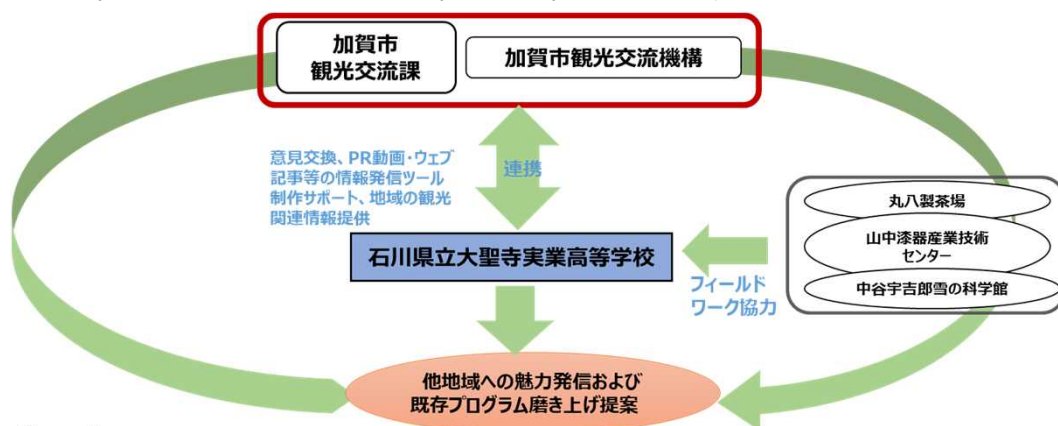 加賀市
観光交流課
加賀市観光交流機構
意見交換、PR動画・ウェブ
記事等の情報発信ツール
制作サポート、地域の観光
関連情報提供
連携
丸八製茶場
山中漆器産業技術
センター
中谷宇吉郎雪の科学館
石川県立大聖寺実業高等学校
フィールド
ワーク協力
他地域への魅力発信および
既存プログラム磨き上げ提案